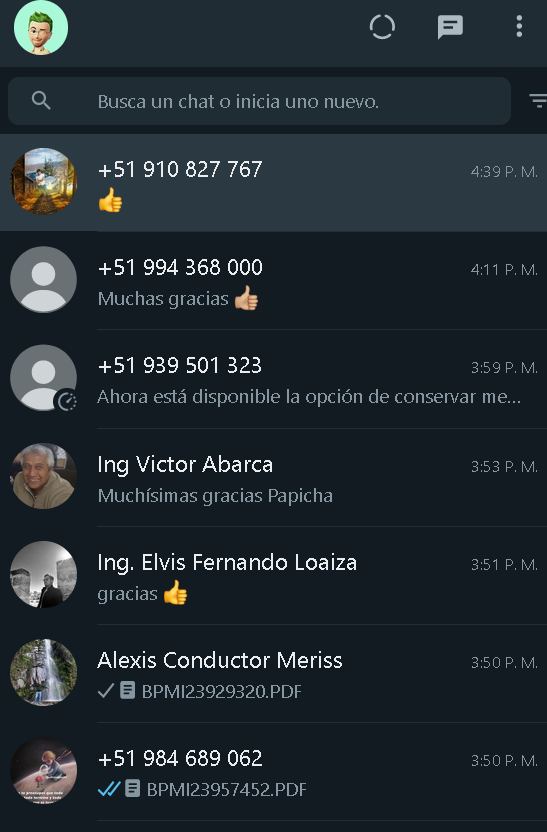 Busca un chat o inicia uno nuevo.
+51 910 827 767 4:39 P. M.
👍
+51 994 368 000 4:11 P. M.
Muchas gracias 👍🏼
+51 939 501 323 3:59 P. M.
Ahora está disponible la opción de conservar me...
Ing Victor Abarca 3:53 P. M.
Muchísimas gracias Papicha
Ing. Elvis Fernando Loaiza 3:51 P. M.
gracias 👍
Alexis Conductor Meriss 3:50 P. M.
BPMI23929320.PDF
+51 984 689 062 3:50 P. M.
BPMI23957452.PDF